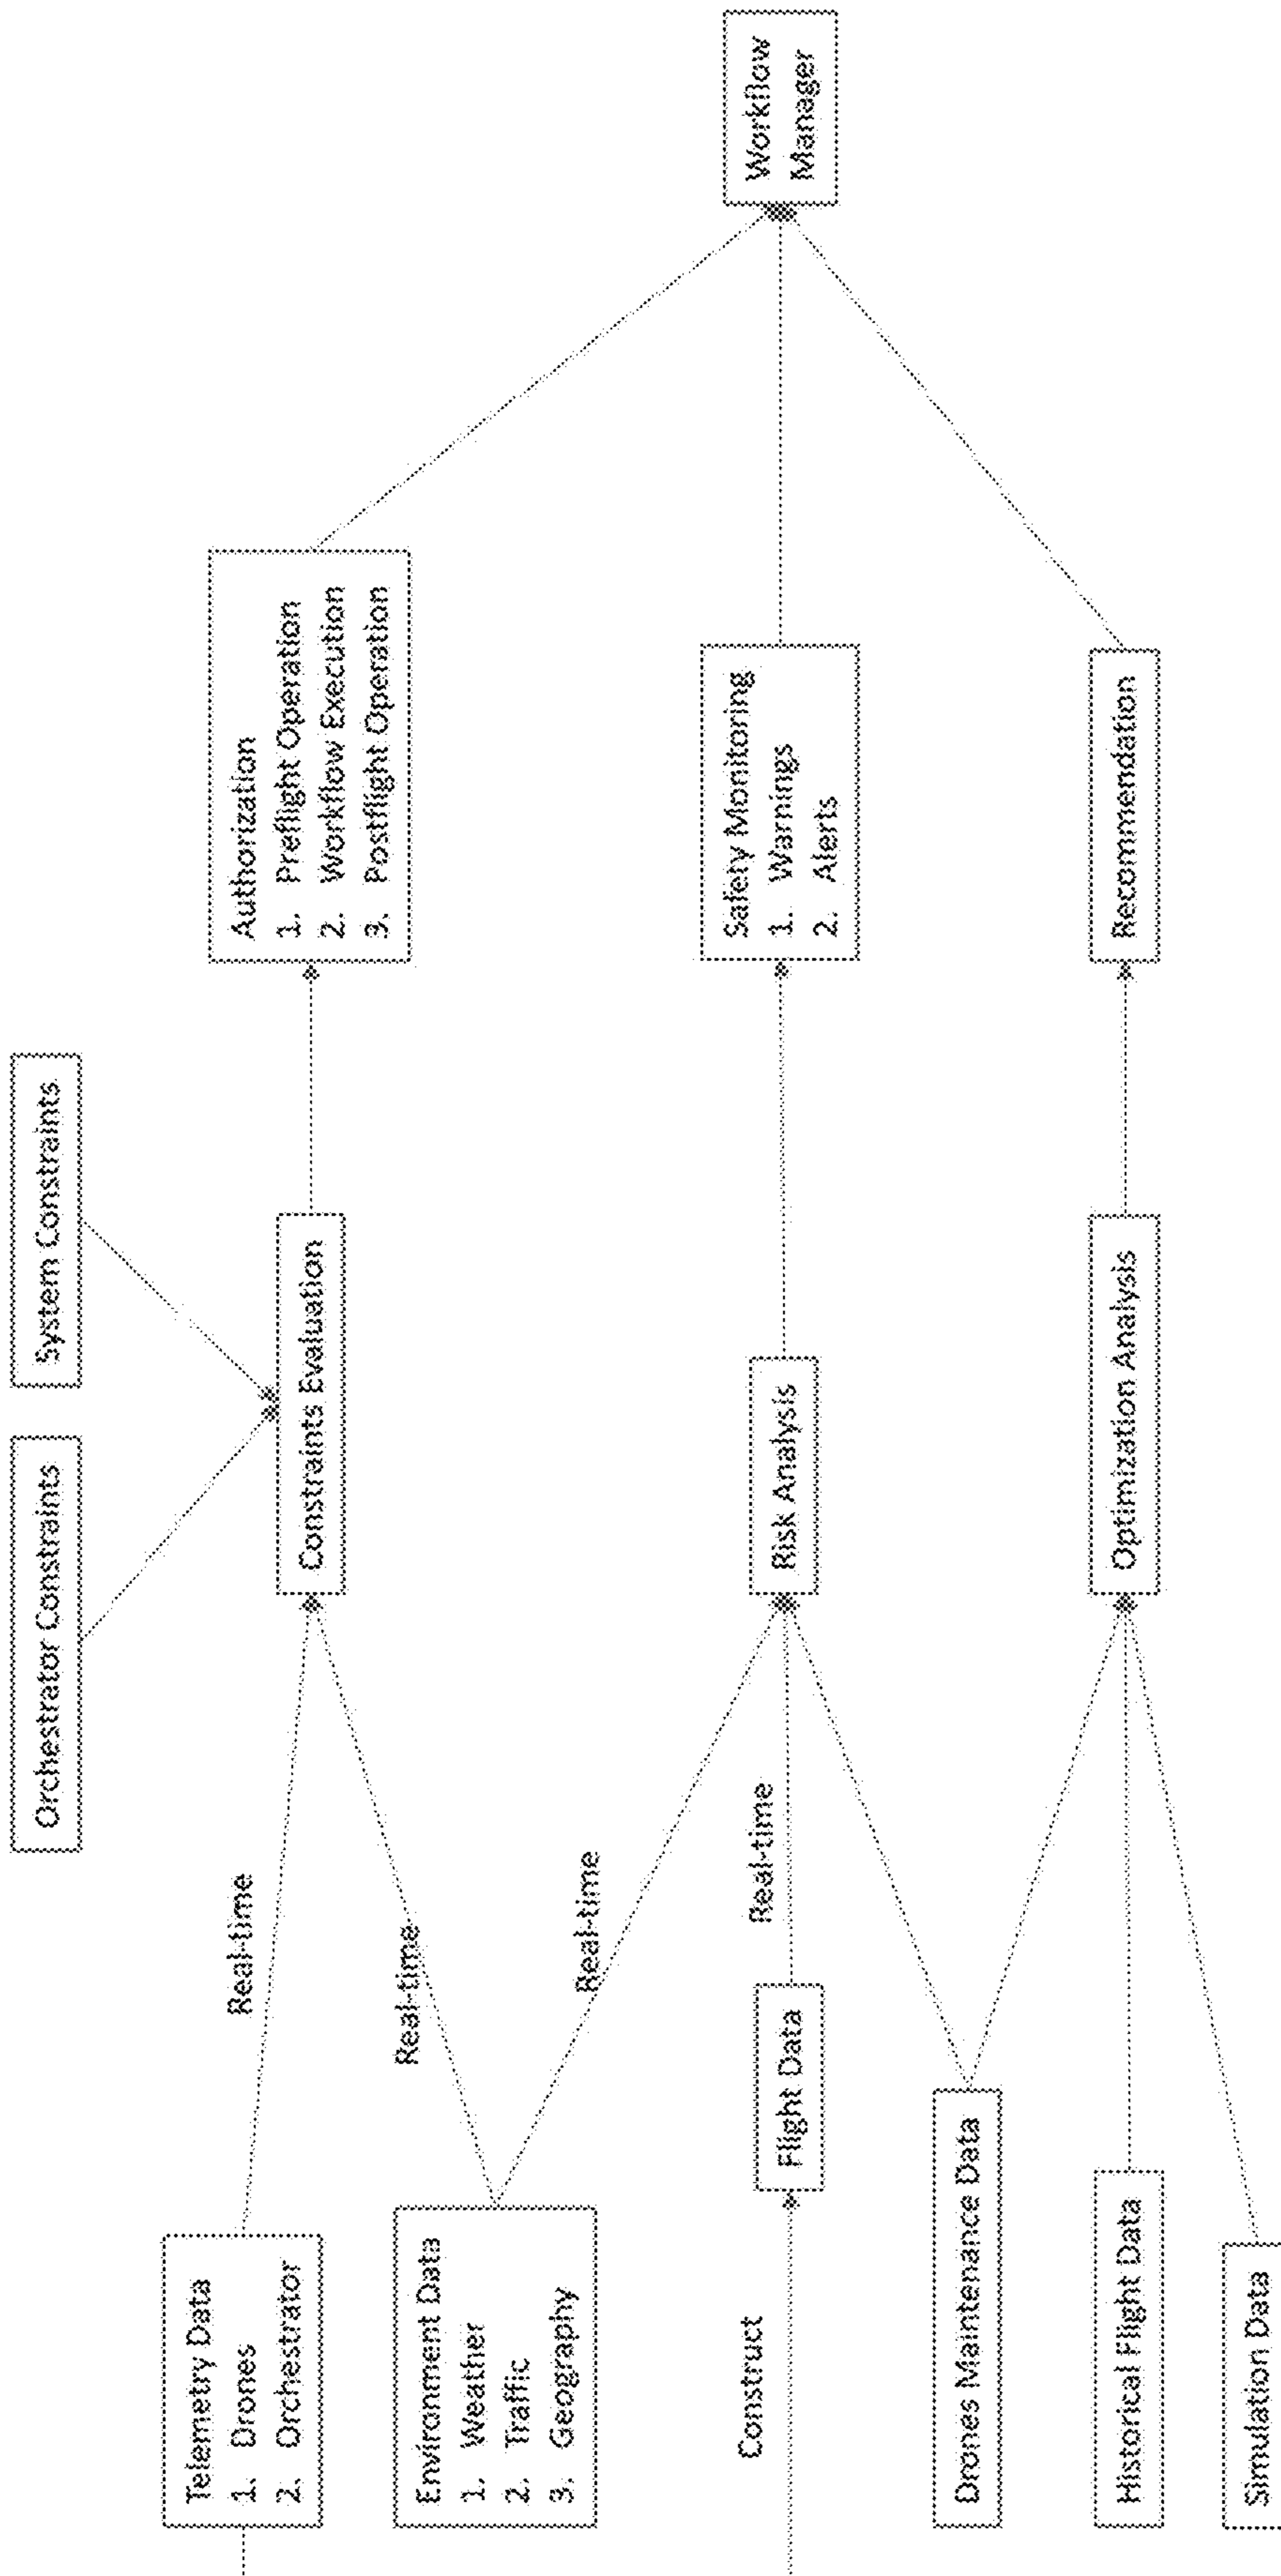 Orchestrator Constraints
System Constraints
Telemetry Data
1. Drones
2. Orchestrator
Real-time
Constraints Evaluation
Authorization
1. Preflight Operation
2. Workflow Execution
3. Postflight Operation
Environment Data
1. Weather
2. Traffic
3. Geography
Real-time
Real-time
Construct
Flight Data
Real-time
Risk Analysis
Safety Monitoring
1. Warnings
2. Alerts
Workflow
Manager
Drones Maintenance Data
Historical Flight Data
Optimization Analysis
Recommendation
Simulation Data